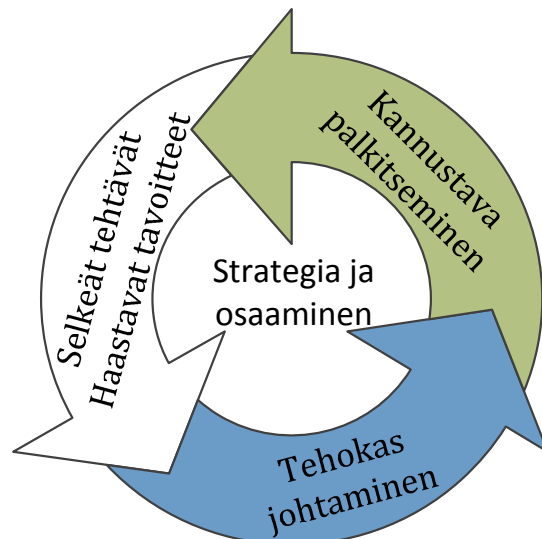 Selkeät tehtävät
Haastavat tavoitteet
Kannustava
palkitseminen
Strategia ja
osaaminen
Tehokas
johtaminen